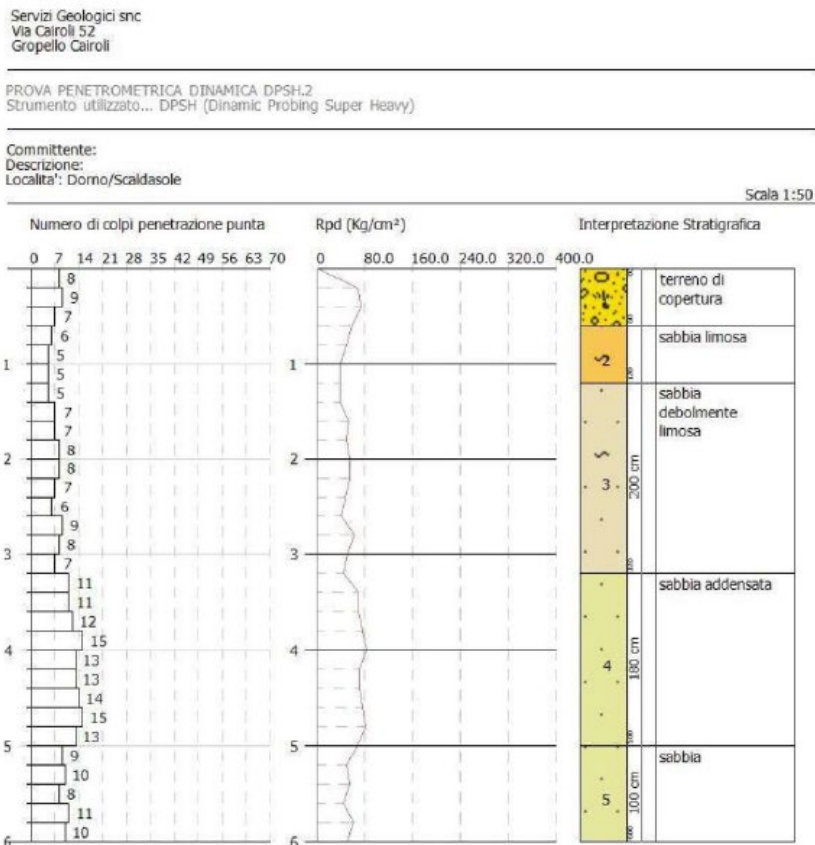 Servizi Geologici snc
Via Cairoli 52
Gropello Cairoli
PROVA PENETROMETRICA DINAMICA DPSH.2
Strumento utilizzato... DPSH (Dinamic Probing Super Heavy)
Committente:
Descrizione:
Localita': Dorno/Scaldasole
Scala 1:50
Numero di colpi penetrazione punta
Rpd (Kg/cm²)
Interpretazione Stratigrafica
0 7 14 21 28 35 42 49 56 63 70
0 80.0 160.0 240.0 320.0 400.0
8
9
7
6
5
5
5
7
7
8
8
7
6
9
8
7
11
11
12
15
13
13
14
15
13
9
10
8
11
10
1
2
3
4
5
6
1
2
3
4
5
6
terreno di
copertura
2
sabbia limosa
3
200 cm
sabbia
debolmente
limosa
4
180 cm
sabbia addensata
5
100 cm
sabbia